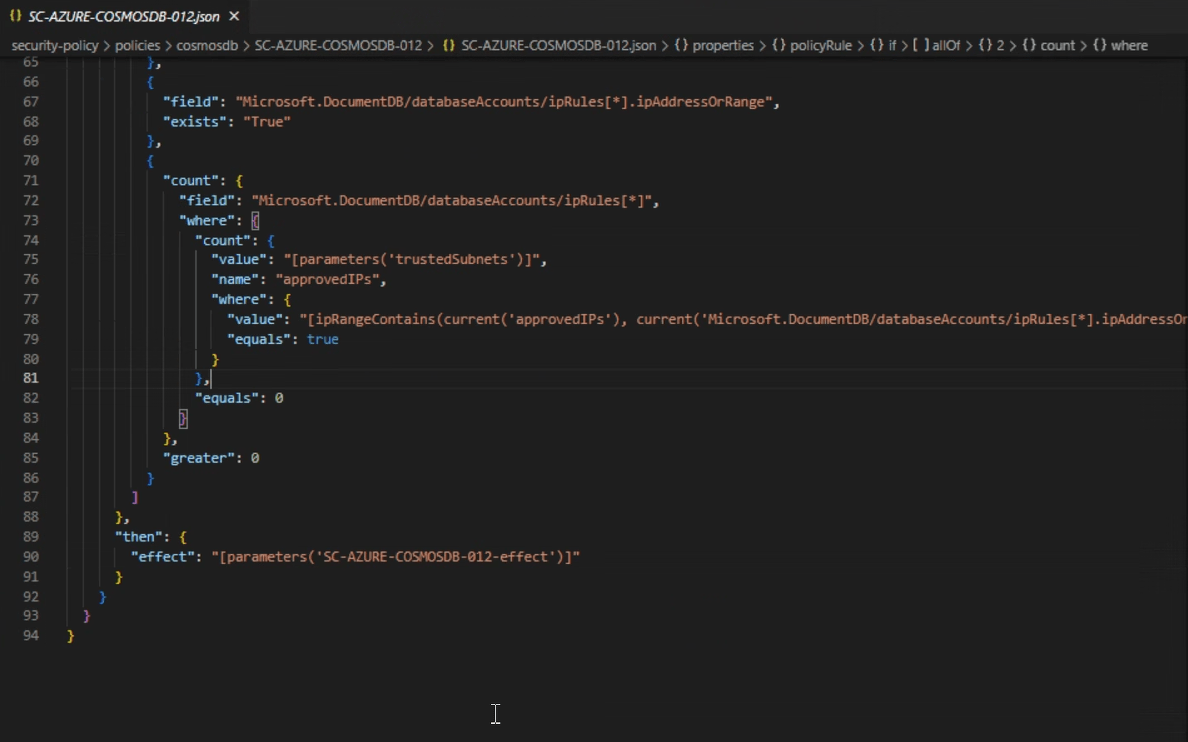 {} SC-AZURE-COSMOSDB-012.json ×
security-policy > policies > cosmosdb > SC-AZURE-COSMOSDB-012 > {} SC-AZURE-COSMOSDB-012.json > {} properties > {} policyRule > {} if > [ ] allOf > {} 2 > {} count > {} where
65 },
66 {
67 "field": "Microsoft.DocumentDB/databaseAccounts/ipRules[*].ipAddressOrRange",
68 "exists": "True"
69 },
70 {
71 "count": {
72 "field": "Microsoft.DocumentDB/databaseAccounts/ipRules[*]",
73 "where": {
74 "count": {
75 "value": "[parameters('trustedSubnets')]",
76 "name": "approvedIPs",
77 "where": {
78 "value": "[ipRangeContains(current('approvedIPs'), current('Microsoft.DocumentDB/databaseAccounts/ipRules[*].ipAddressOr
79 "equals": true
80 }
81 },
82 "equals": 0
83 }
84 },
85 "greater": 0
86 }
87 ]
88 },
89 "then": {
90 "effect": "[parameters('SC-AZURE-COSMOSDB-012-effect')]"
91 }
92 }
93 }
94 }